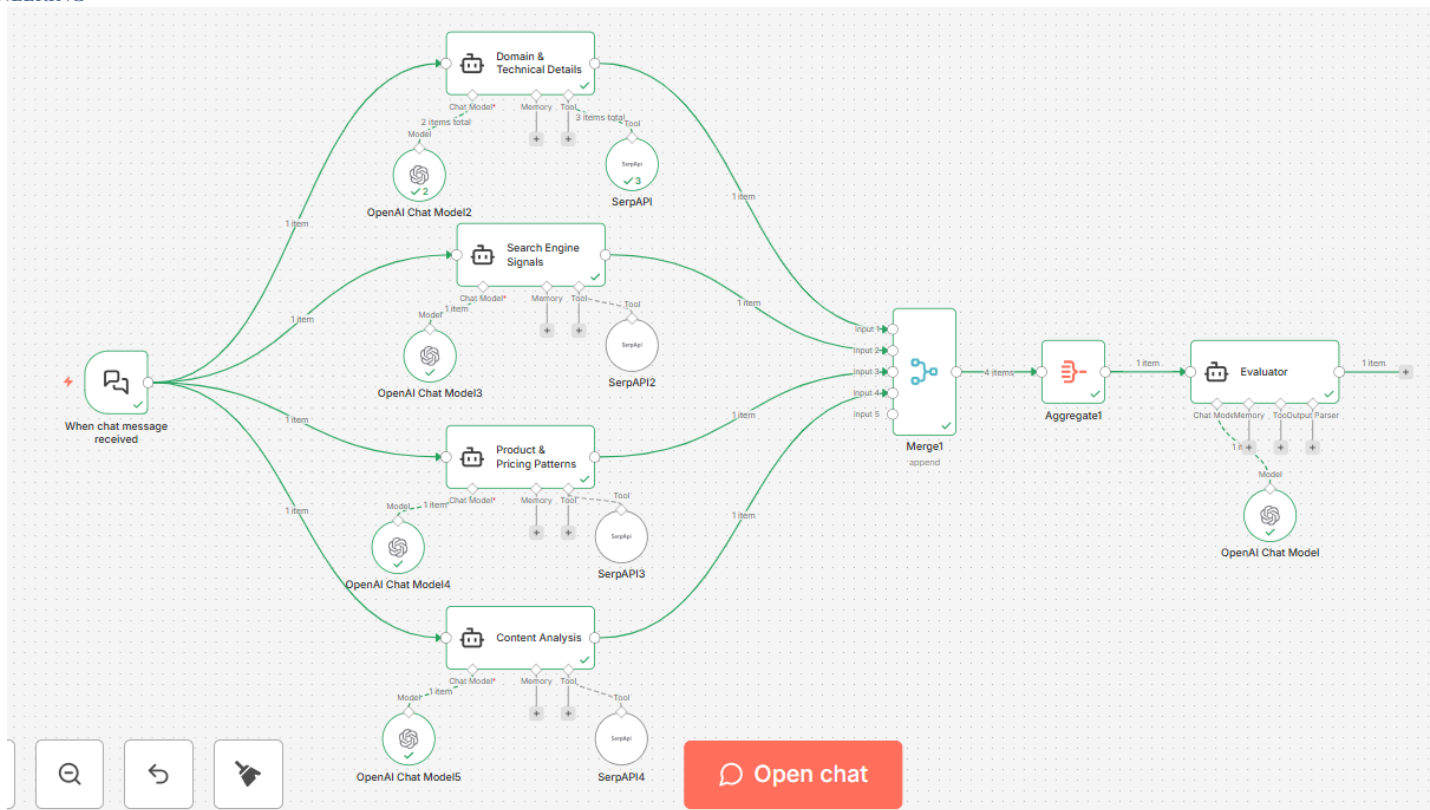 Domain &
Technical Details
Chat Model*
Memory
Tool
2 items total
3 items total
Model
Tool
SerpApi
2
3
OpenAI Chat Model2
SerpAPI
1 item
1 item
Search Engine
Signals
Chat Model*
Memory
Tool
1 item
Model
Tool
SerpApi
OpenAI Chat Model3
SerpAPI2
1 item
1 item
When chat message
received
Input 1
Input 2
Input 3
Input 4
Input 5
Merge1
append
4 items
Aggregate1
1 item
Evaluator
1 item
Chat Mode
Memory
Output Parser
Model
OpenAI Chat Model
1 item
1 item
Product &
Pricing Patterns
Chat Model*
Memory
Tool
1 item
Model
Tool
SerpApi
OpenAI Chat Model4
SerpAPI3
1 item
1 item
Content Analysis
Chat Model*
Memory
Tool
1 item
Model
Tool
SerpApi
OpenAI Chat Model5
SerpAPI4
Open chat